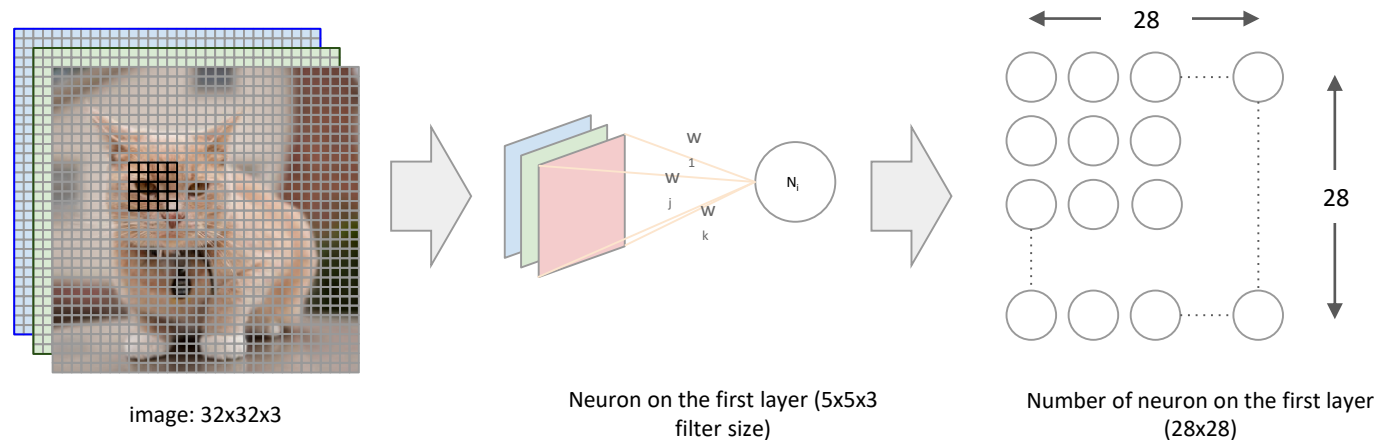 28
W
1
W
j
W
k
Nᵢ
28
image: 32x32x3
Neuron on the first layer (5x5x3
filter size)
Number of neuron on the first layer
(28x28)